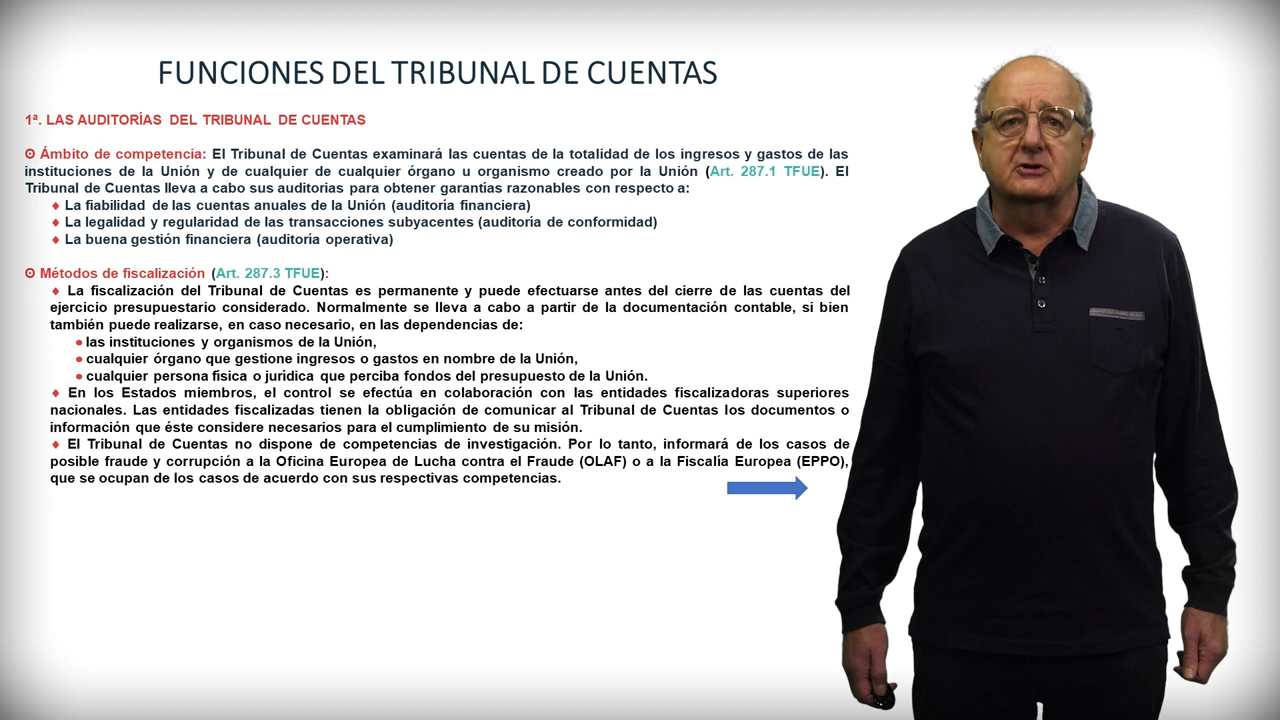 FUNCIONES DEL TRIBUNAL DE CUENTAS
1ª. LAS AUDITORÍAS DEL TRIBUNAL DE CUENTAS
ʘ Ámbito de competencia: El Tribunal de Cuentas examinará las cuentas de la totalidad de los ingresos y gastos de las
instituciones de la Unión y de cualquier de cualquier órgano u organismo creado por la Unión (Art. 287.1 TFUE). El
Tribunal de Cuentas lleva a cabo sus auditorias para obtener garantías razonables con respecto a:
♦ La fiabilidad de las cuentas anuales de la Unión (auditoría financiera)
♦ La legalidad y regularidad de las transacciones subyacentes (auditoría de conformidad)
♦ La buena gestión financiera (auditoría operativa)
ʘ Métodos de fiscalización (Art. 287.3 TFUE):
♦ La fiscalización del Tribunal de Cuentas es permanente y puede efectuarse antes del cierre de las cuentas del
ejercicio presupuestario considerado. Normalmente se lleva a cabo a partir de la documentación contable, si bien
también puede realizarse, en caso necesario, en las dependencias de:
● las instituciones y organismos de la Unión,
● cualquier órgano que gestione ingresos o gastos en nombre de la Unión,
● cualquier persona física o jurídica que perciba fondos del presupuesto de la Unión.
♦ En los Estados miembros, el control se efectúa en colaboración con las entidades fiscalizadoras superiores
nacionales. Las entidades fiscalizadas tienen la obligación de comunicar al Tribunal de Cuentas los documentos o
información que éste considere necesarios para el cumplimiento de su misión.
♦ El Tribunal de Cuentas no dispone de competencias de investigación. Por lo tanto, informará de los casos de
posible fraude y corrupción a la Oficina Europea de Lucha contra el Fraude (OLAF) o a la Fiscalía Europea (EPPO),
que se ocupan de los casos de acuerdo con sus respectivas competencias.